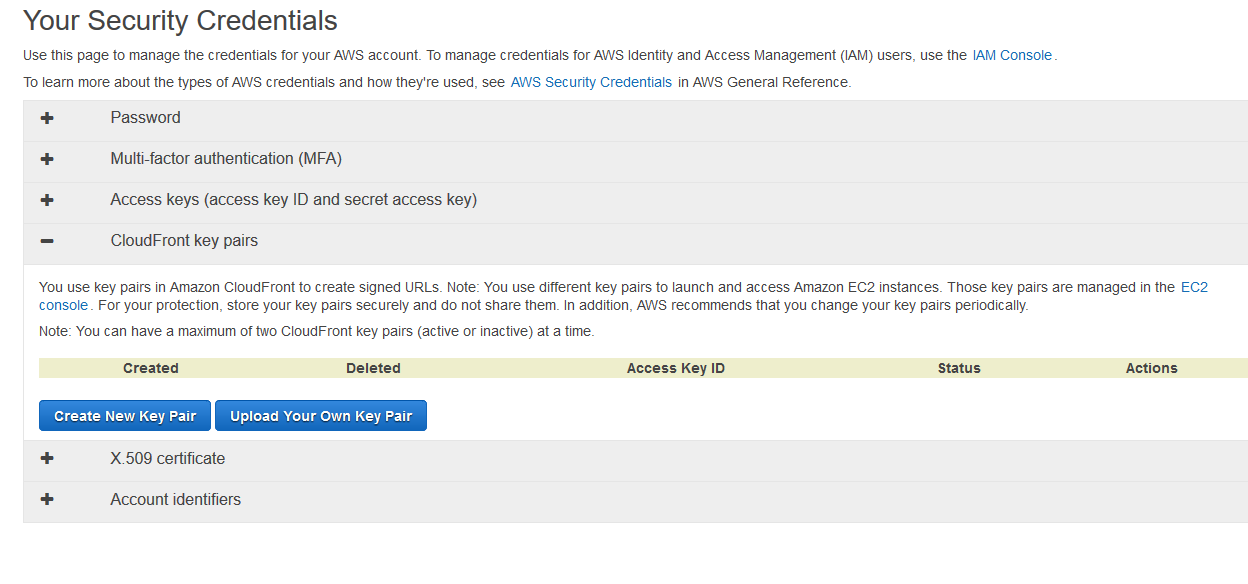 Your Security Credentials
Use this page to manage the credentials for your AWS account. To manage credentials for AWS Identity and Access Management (IAM) users, use the IAM Console.
To learn more about the types of AWS credentials and how they're used, see AWS Security Credentials in AWS General Reference.
Password
Multi-factor authentication (MFA)
Access keys (access key ID and secret access key)
CloudFront key pairs
You use key pairs in Amazon CloudFront to create signed URLs. Note: You use different key pairs to launch and access Amazon EC2 instances. Those key pairs are managed in the EC2
console. For your protection, store your key pairs securely and do not share them. In addition, AWS recommends that you change your key pairs periodically.
Note: You can have a maximum of two CloudFront key pairs (active or inactive) at a time.
Created Deleted Access Key ID Status Actions
Create New Key Pair Upload Your Own Key Pair
X.509 certificate
Account identifiers